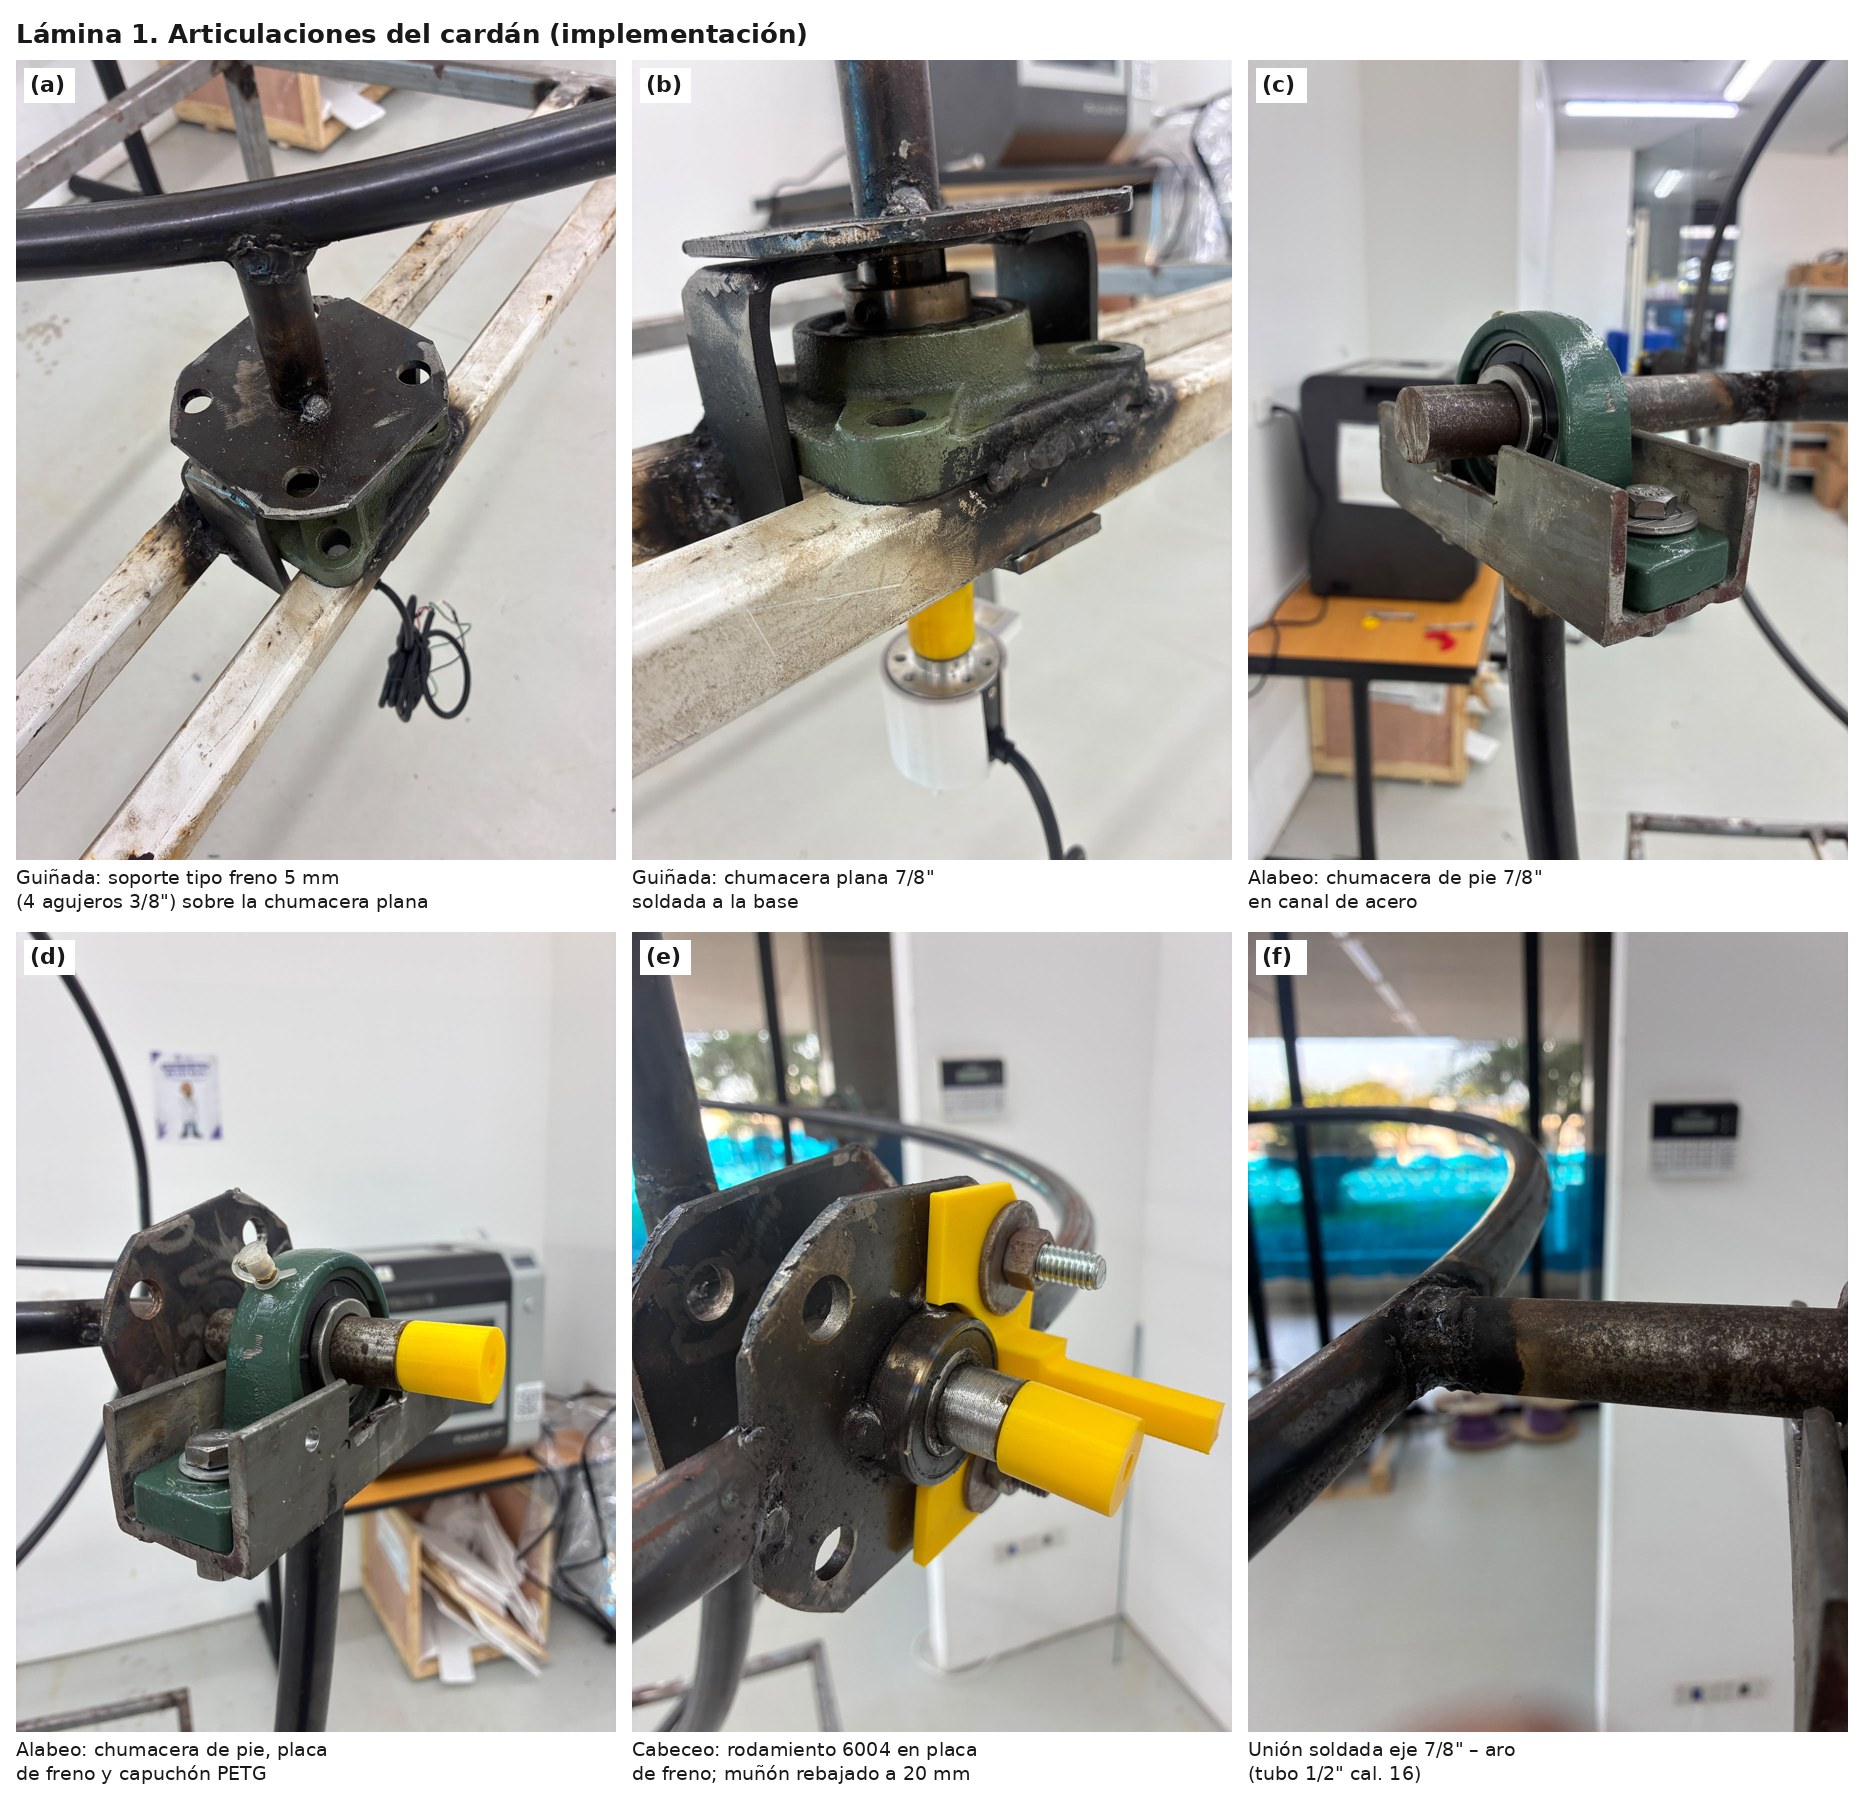 Lámina 1. Articulaciones del cardán (implementación)
(a)
(b)
(c)
Guiñada: soporte tipo freno 5 mm
(4 agujeros 3/8") sobre la chumacera plana
Guiñada: chumacera plana 7/8"
soldada a la base
Alabeo: chumacera de pie 7/8"
en canal de acero
(d)
(e)
(f)
Alabeo: chumacera de pie, placa
de freno y capuchón PETG
Cabeceo: rodamiento 6004 en placa
de freno; muñón rebajado a 20 mm
Unión soldada eje 7/8" – aro
(tubo 1/2" cal. 16)